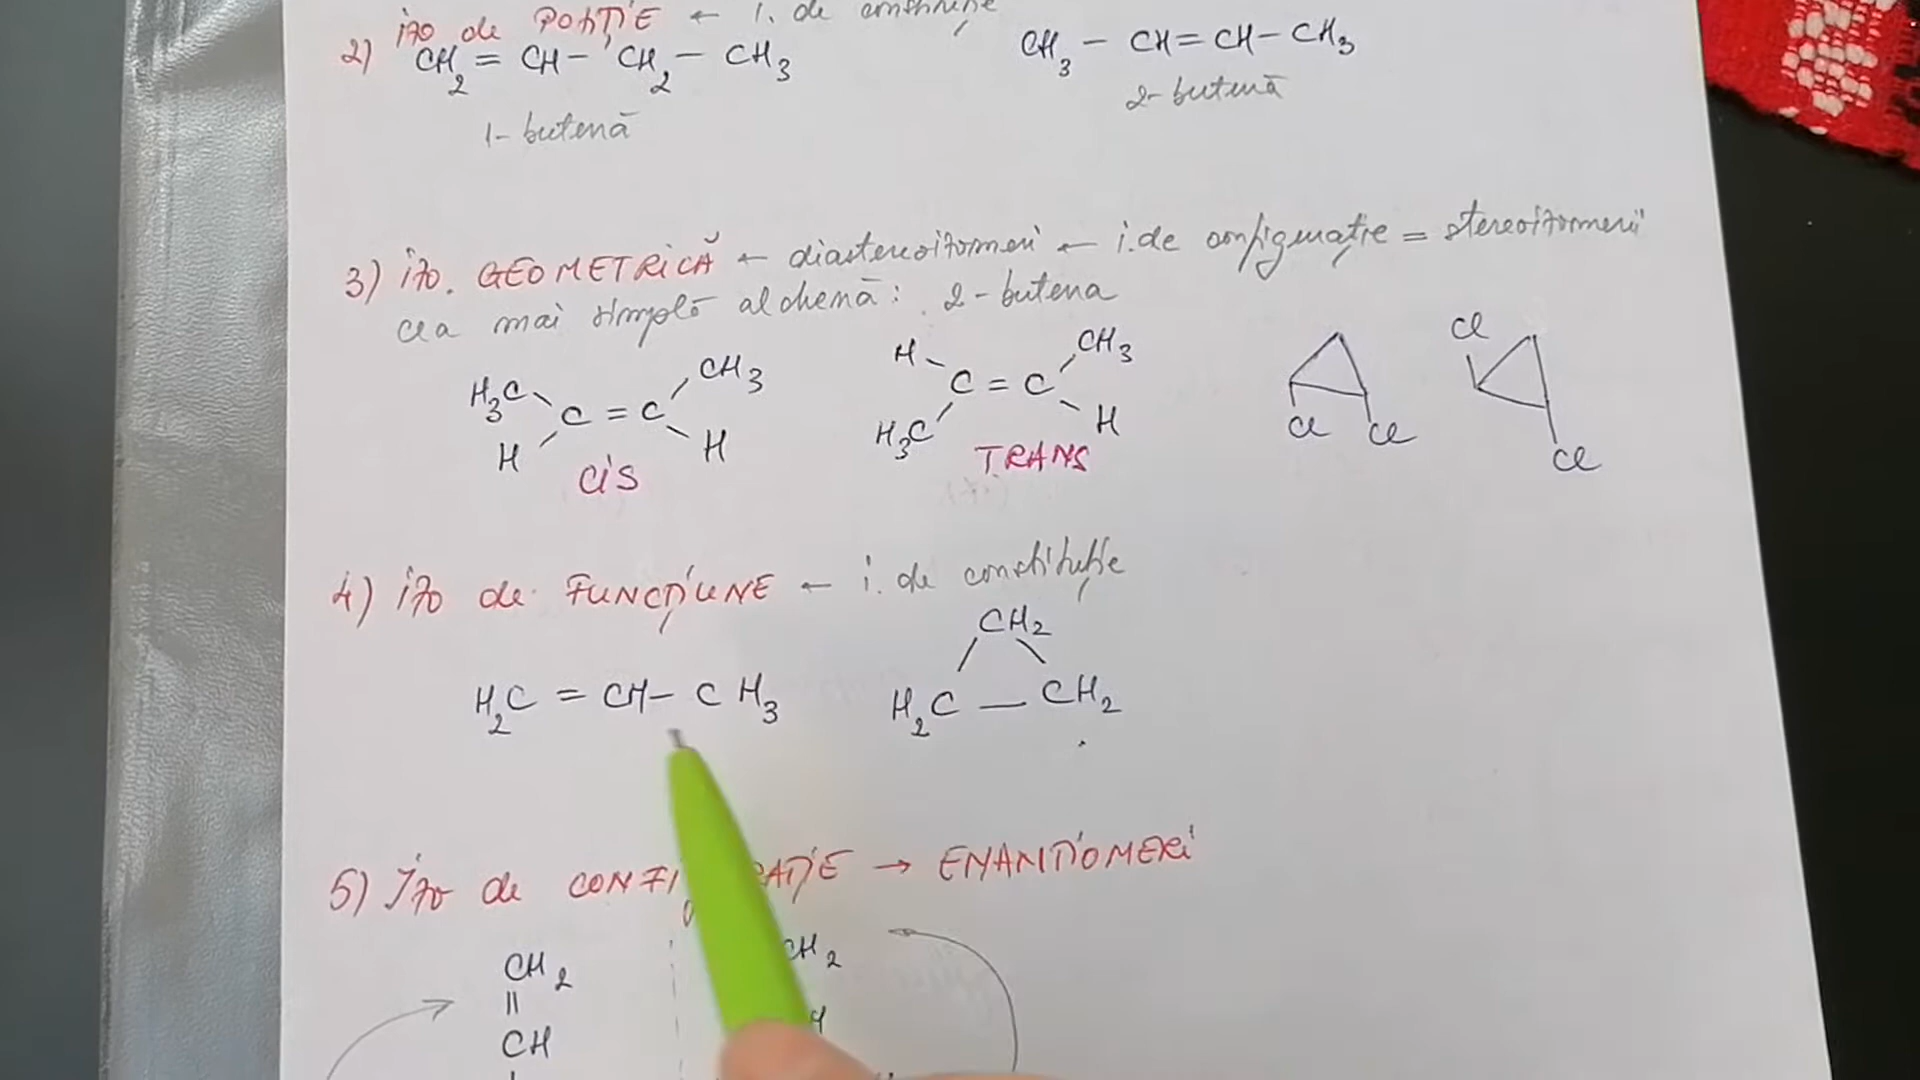 2) izo de POZIȚIE ← i. de constituție
CH2 = CH - CH2 - CH3
CH3 - CH = CH - CH3
1- butenă
2- butenă
3) izo. GEOMETRICĂ ← diastereoizomeri ← i. de configurație = stereoizomerii
cea mai simplă alchenă: 2 - butena
H3C CH3
C = C
H H
CIS
H CH3
C = C
H3C H
TRANS
Cl Cl
Cl
Cl
4) izo de FUNCȚIUNE ← i. de constituție
H2C = CH - CH3
CH2
H2C — CH2
5) Izo de → ENANTIOMERI
CH2
||
CH
CH2